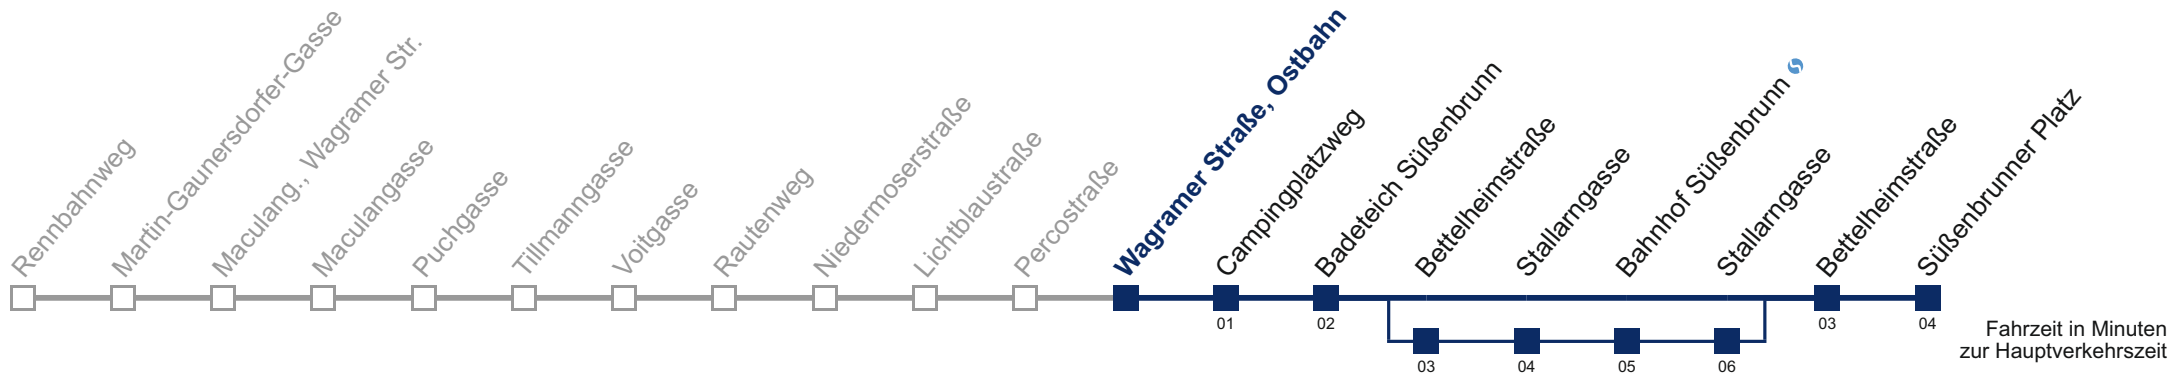 Rennbahnweg
Martin-Gaunersdorfer-Gasse
Maculang., Wagramer Str.
Maculangasse
Puchgasse
Tillmanngasse
Voitgasse
Rautenweg
Niedermoserstraße
Lichtblaustraße
Percostraße
Wagramer Straße, Ostbahn
Campingplatzweg
Badeteich Süßenbrunn
Bettelheimstraße
Stallarngasse
Bahnhof Süßenbrunn
Stallarngasse
Bettelheimstraße
Süßenbrunner Platz
01
02
03
04
03
04
05
06
Fahrzeit in Minuten
zur Hauptverkehrszeit